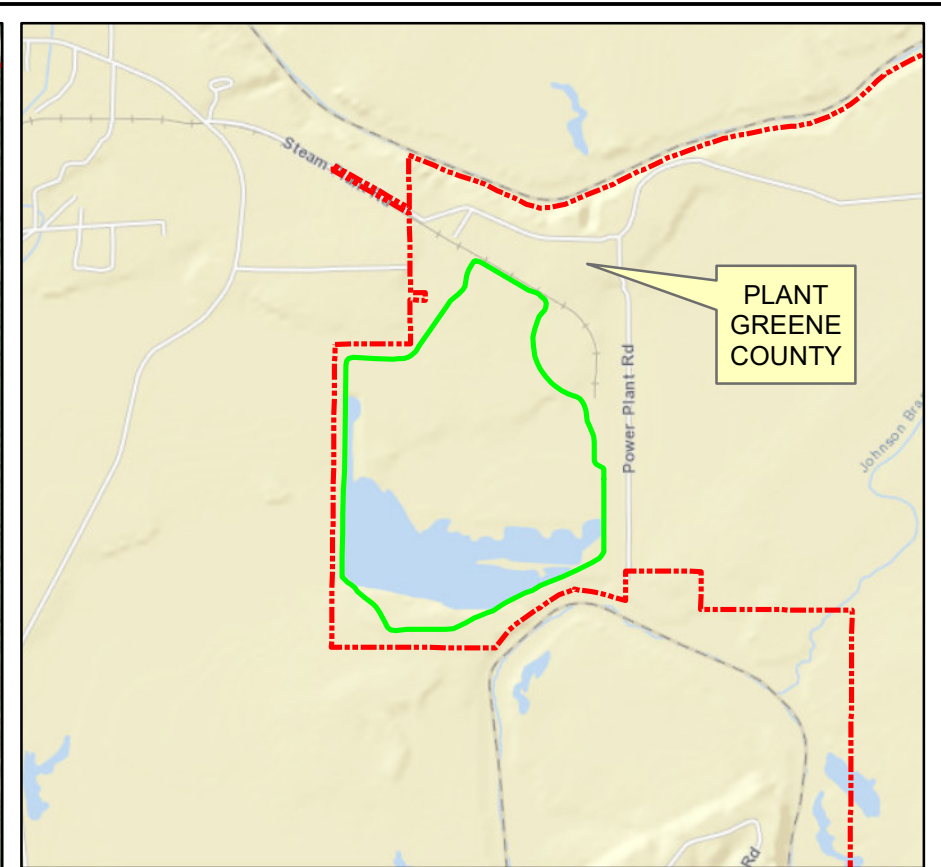 Steam
PLANT
GREENE
COUNTY
Power Plant Rd
Johnson Bra
Rd